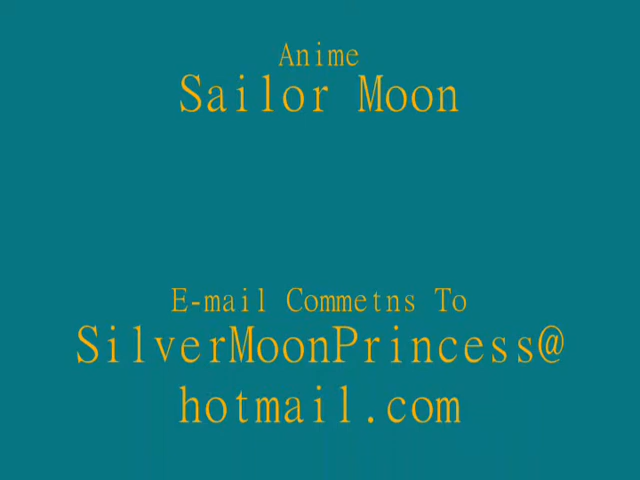 Anime
Sailor Moon
E-mail Commetns To
SilverMoonPrincess@
hotmail.com